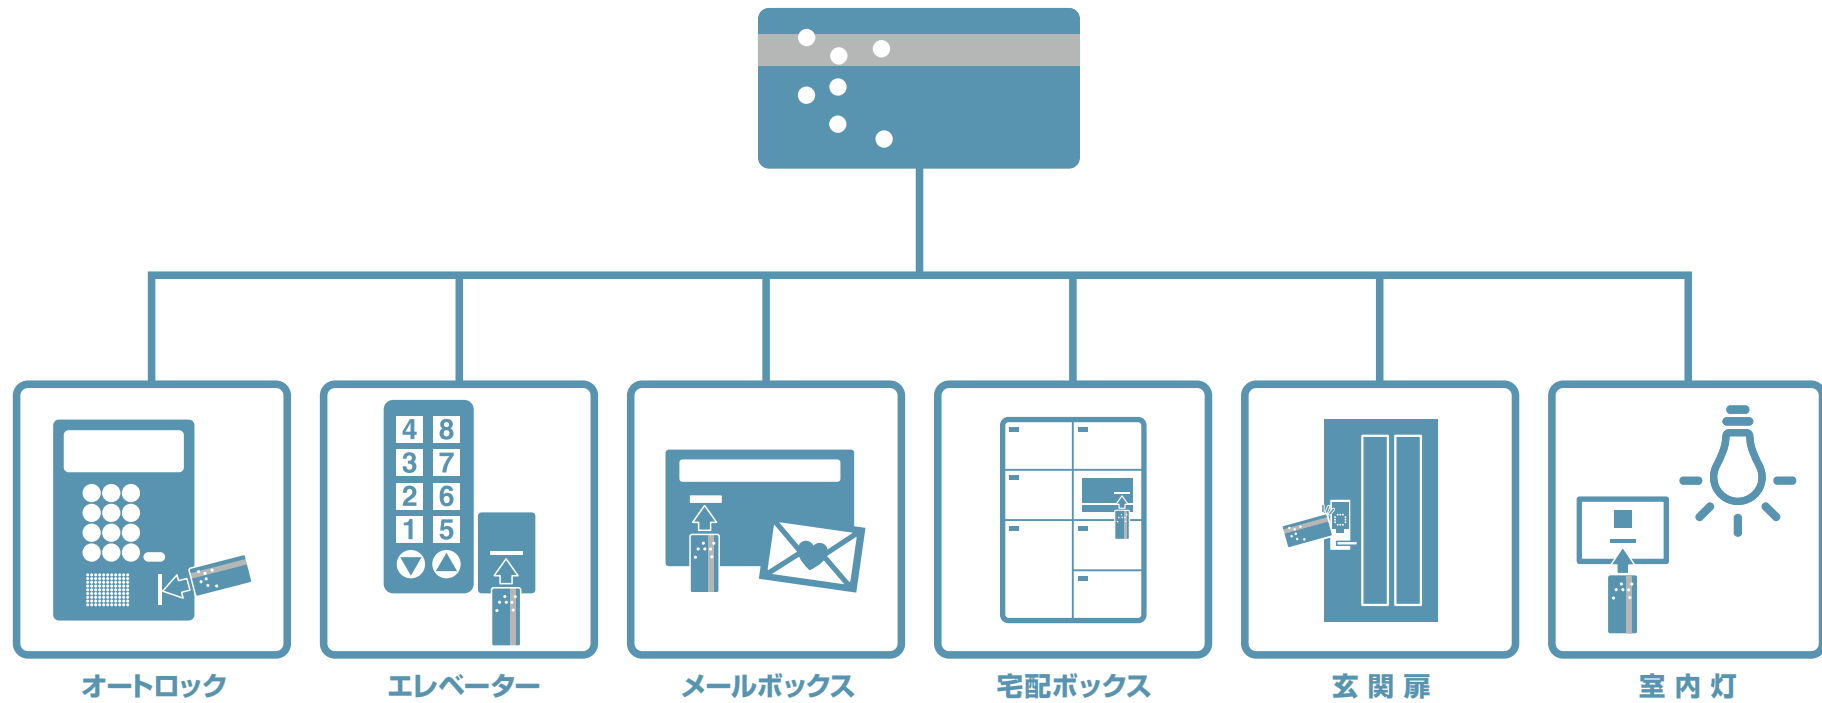 4 8
3 7
2 6
1 5
オートロック
エレベーター
メールボックス
宅配ボックス
玄関扉
室内灯